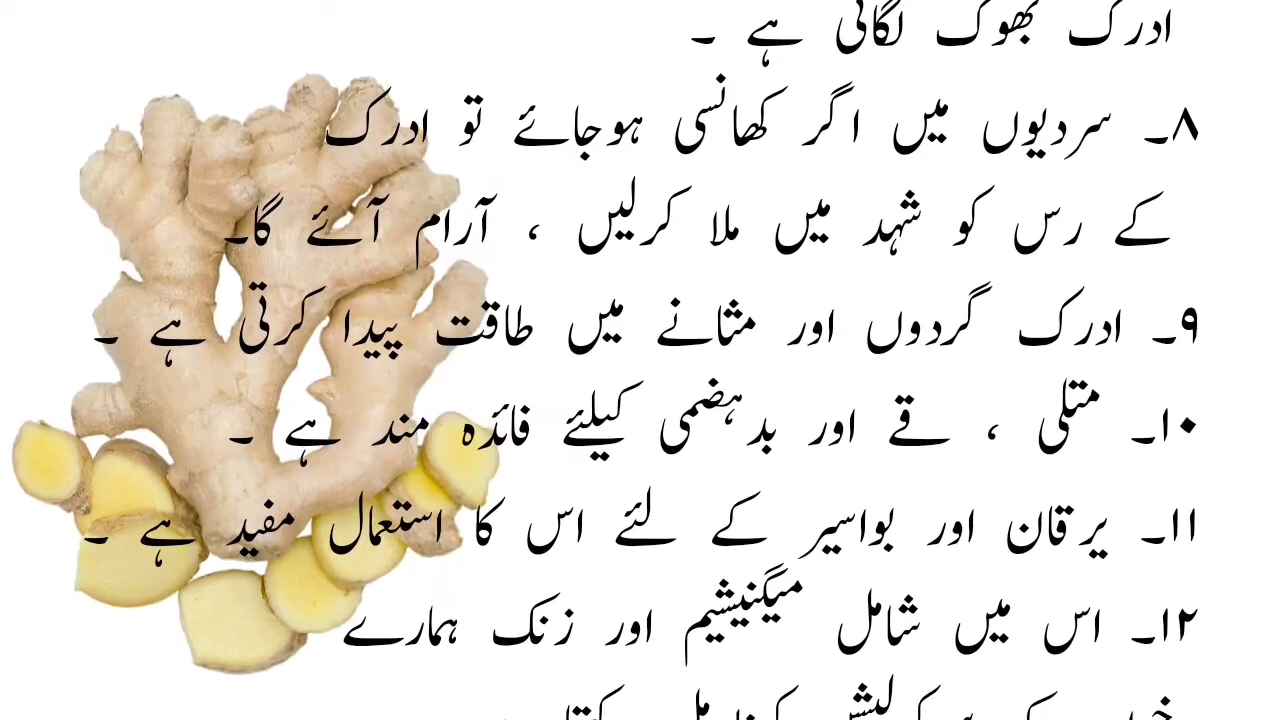 ادرک بھوک لگاتی ہے ۔
۸۔ سردیوں میں اگر کھانسی ہوجائے تو ادرک
کے رس کو شہد میں ملا کرلیں ، آرام آئے گا۔
۹۔ ادرک گردوں اور مثانے میں طاقت پیدا کرتی ہے ۔
۱۰۔ متلی ، قے اور بدہضمی کیلئے فائدہ مند ہے ۔
۱۱۔ یرقان اور بواسیر کے لئے اس کا استعمال مفید ہے ۔
۱۲۔ اس میں شامل میگنیشیم اور زنک ہمارے